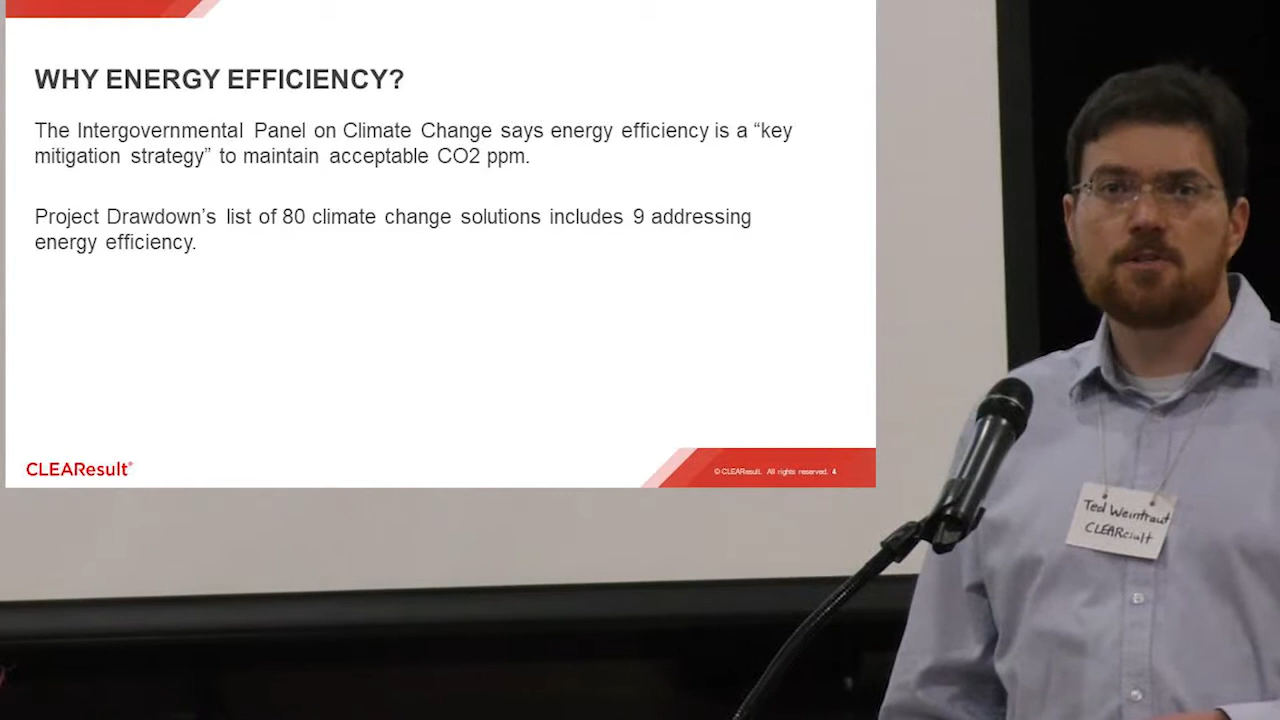 WHY ENERGY EFFICIENCY?
The Intergovernmental Panel on Climate Change says energy efficiency is a “key
mitigation strategy” to maintain acceptable CO2 ppm.
Project Drawdown’s list of 80 climate change solutions includes 9 addressing
energy efficiency.
CLEAResult®
© CLEAResult. All rights reserved. 4
Ted Weintraut
CLEAResult